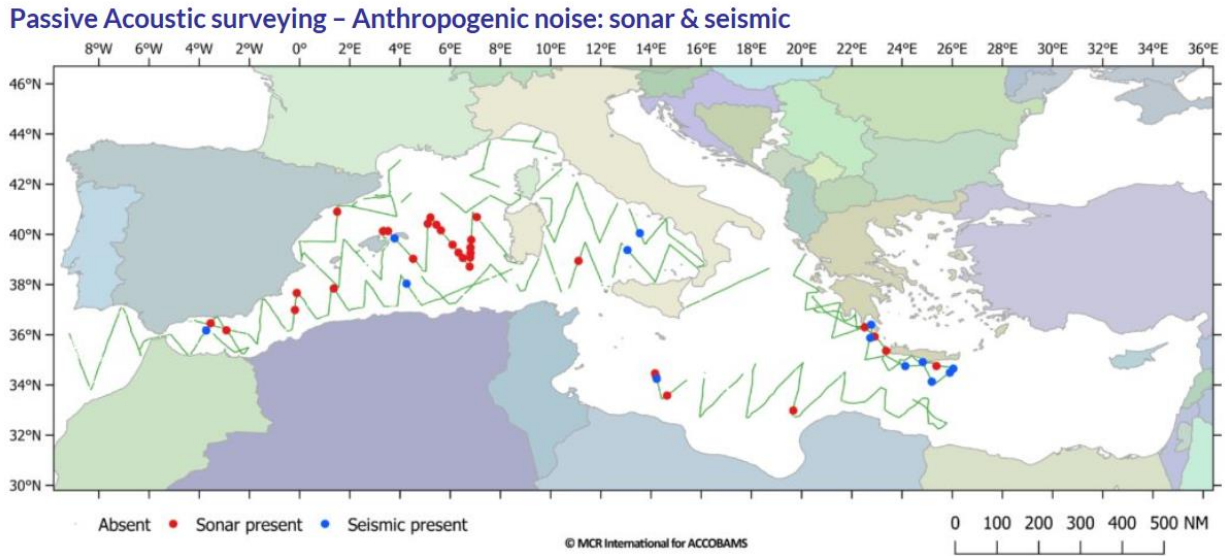 Passive Acoustic surveying – Anthropogenic noise: sonar & seismic
8°W 6°W 4°W 2°W 0° 2°E 4°E 6°E 8°E 10°E 12°E 14°E 16°E 18°E 20°E 22°E 24°E 26°E 28°E 30°E 32°E 34°E 36°E
46°N
44°N
42°N
40°N
38°N
36°N
34°N
32°N
30°N
Absent Sonar present Seismic present
© MCR International for ACCOBAMS
0 100 200 300 400 500 NM